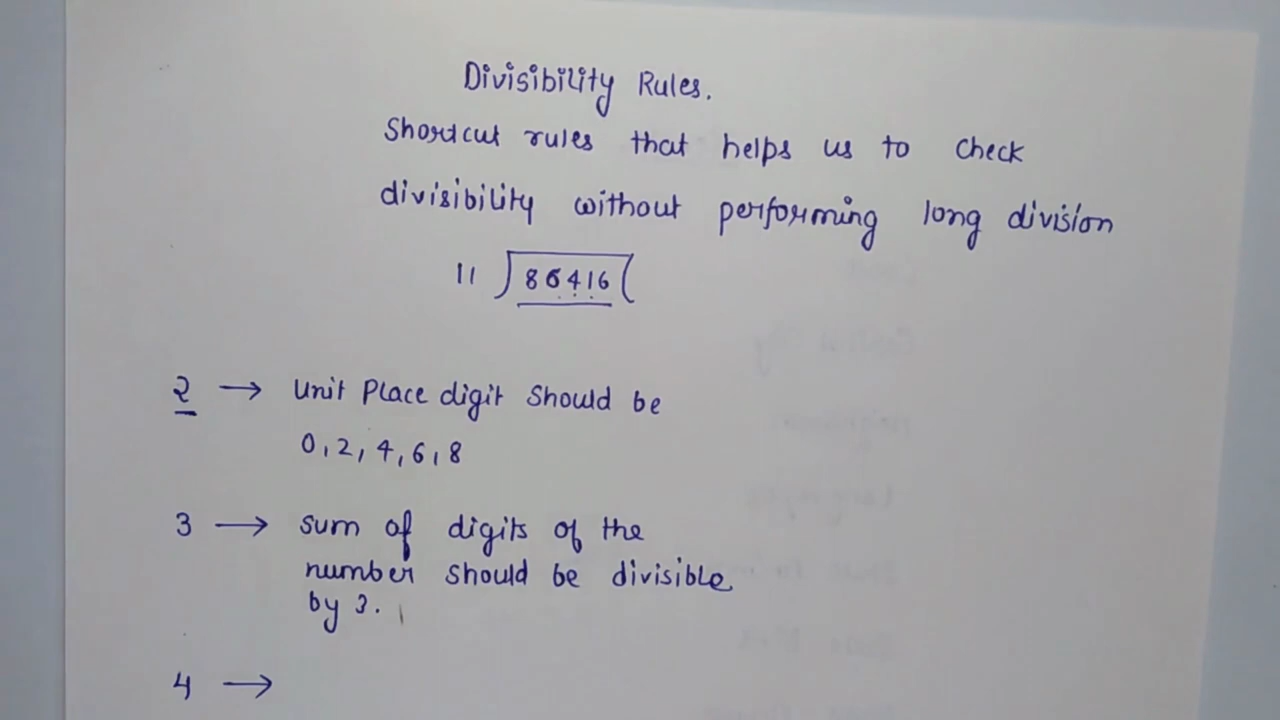 Divisibility Rules.
Shortcut rules that helps us to check
divisibility without performing long division
11 ) 86416 (
2 → Unit Place digit should be
0, 2, 4, 6, 8
3 → sum of digits of the
number should be divisible
by 3.
4 →